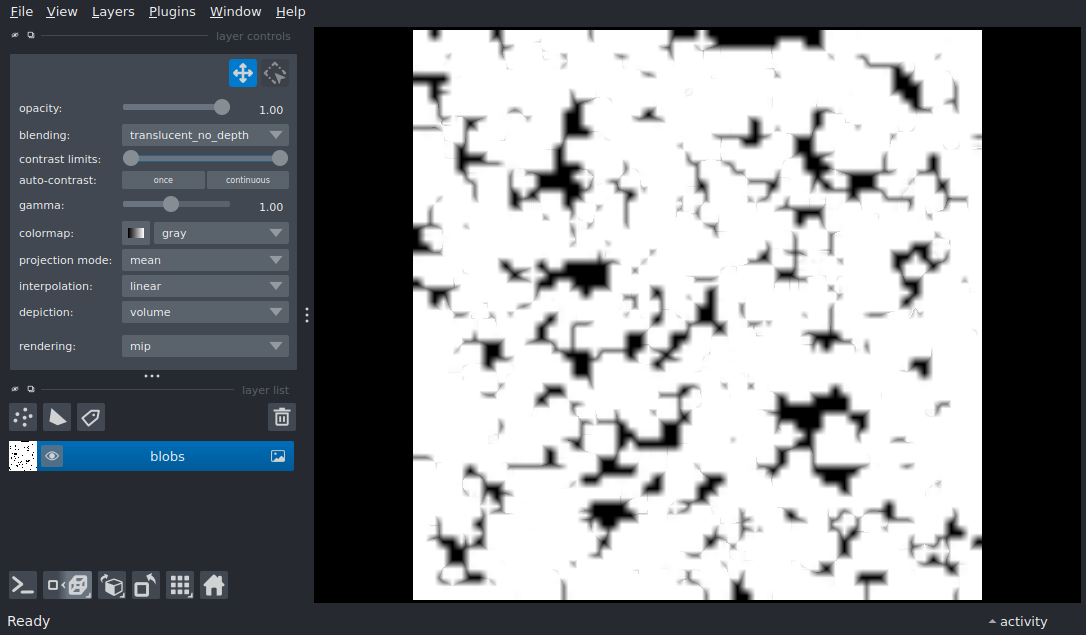 File View Layers Plugins Window Help
layer controls
opacity: 1.00
blending: translucent_no_depth
contrast limits:
auto-contrast: once continuous
gamma: 1.00
colormap: gray
projection mode: mean
interpolation: linear
depiction: volume
rendering: mip
layer list
blobs
Ready activity